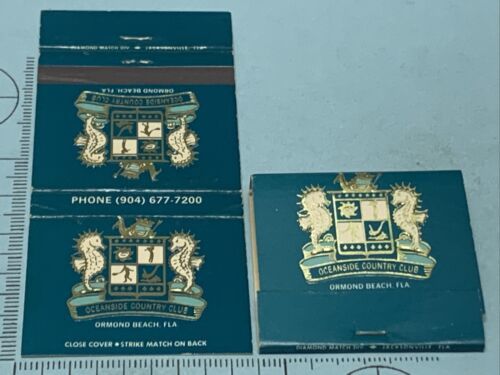 DIAMOND MATCH DIV. ✦ JACKSONVILLE, FLA.
ORMOND BEACH, FLA.
OCEANSIDE COUNTRY CLUB
PHONE (904) 677-7200
OCEANSIDE COUNTRY CLUB
ORMOND BEACH, FLA
CLOSE COVER • STRIKE MATCH ON BACK
OCEANSIDE COUNTRY CLUB
ORMOND BEACH, FLA.
DIAMOND MATCH DIV. ✦ JACKSONVILLE, FLA.